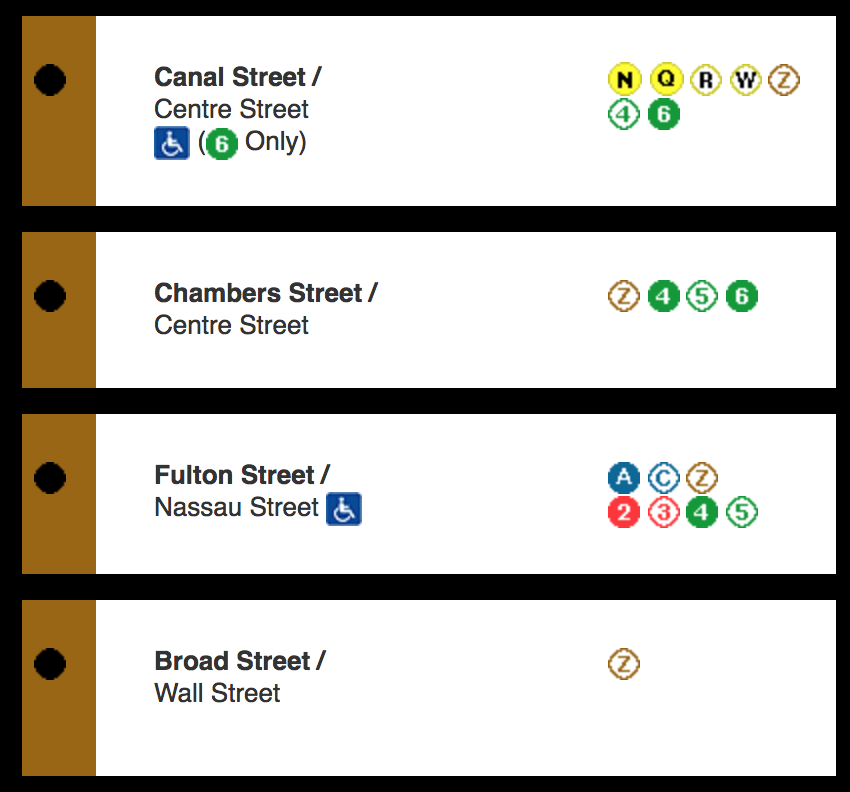 Canal Street / N Q R W Z
Centre Street 4 6
(6 Only)
Chambers Street / Z 4 5 6
Centre Street
Fulton Street / A C Z
Nassau Street 2 3 4 5
Broad Street / Z
Wall Street